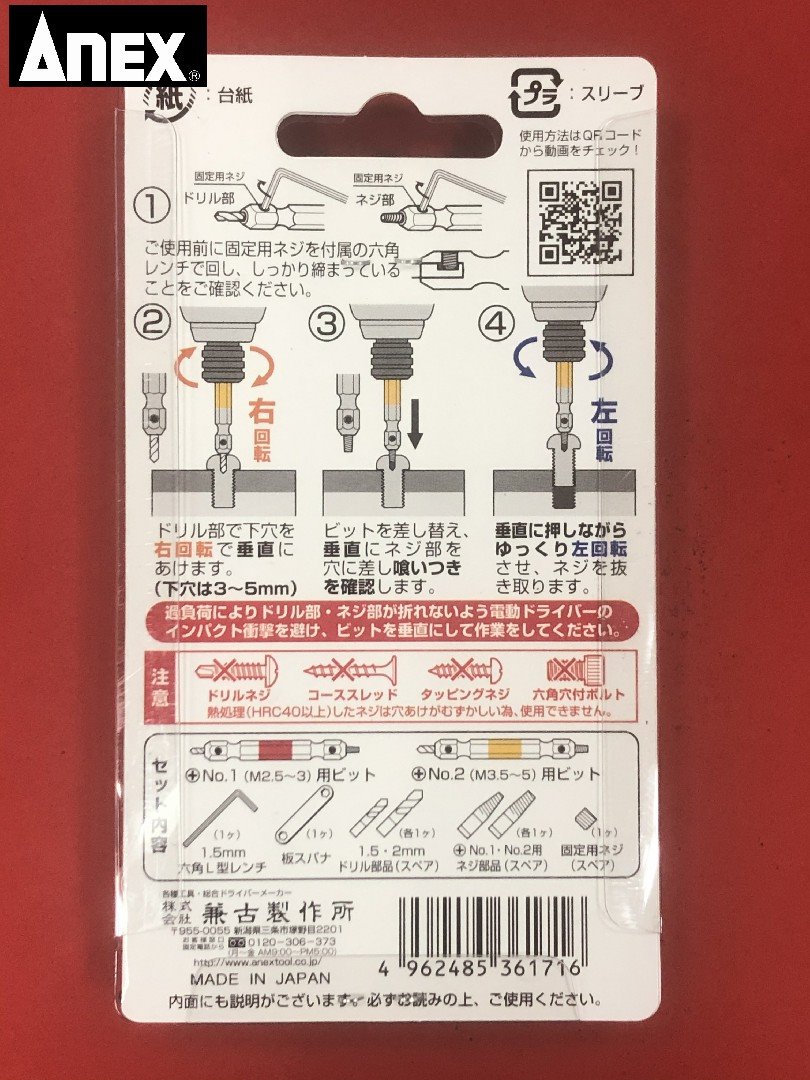 ANEX®
紙 : 台紙
プラ : スリーブ
使用方法はQRコード
から動画をチェック!
① 固定用ネジ ドリル部 固定用ネジ ネジ部
ご使用前に固定用ネジを付属の六角
レンチで回し、しっかり締まっている
ことをご確認ください。
② 右回転
ドリル部で下穴を
右回転で垂直に
あけます。
(下穴は3〜5mm)
③
ビットを差し替え、
垂直にネジ部を
穴に差し喰いつき
を確認します。
④ 左回転
垂直に押しながら
ゆっくり左回転
させ、ネジを抜
き取ります。
過負荷によりドリル部・ネジ部が折れないよう電動ドライバーの
インパクト衝撃を避け、ビットを垂直にして作業をしてください。
注意
ドリルネジ コーススレッド タッピングネジ 六角穴付ボルト
熱処理(HRC40以上)したネジは穴あけがむずかしい為、使用できません。
セット内容
⊕No.1 (M2.5〜3) 用ビット ⊕No.2 (M3.5〜5) 用ビット
(1ヶ) (1ヶ) (各1ヶ) (各1ヶ) (1ヶ)
1.5mm 板スパナ 1.5・2mm ⊕No.1・No.2用 固定用ネジ
六角L型レンチ ドリル部品(スペア) ネジ部品(スペア) (スペア)
各種工具・総合ドライバーメーカー
株式会社 兼古製作所
〒955-0055 新潟県三条市塚野目2201
お客様窓口 固定電話から 0120-306-373
(月〜金 AM9:00〜PM5:00)
http://www.anextool.co.jp/
MADE IN JAPAN
4 962485 361716
内面にも説明がございます。必ずお読みの上、ご使用ください。